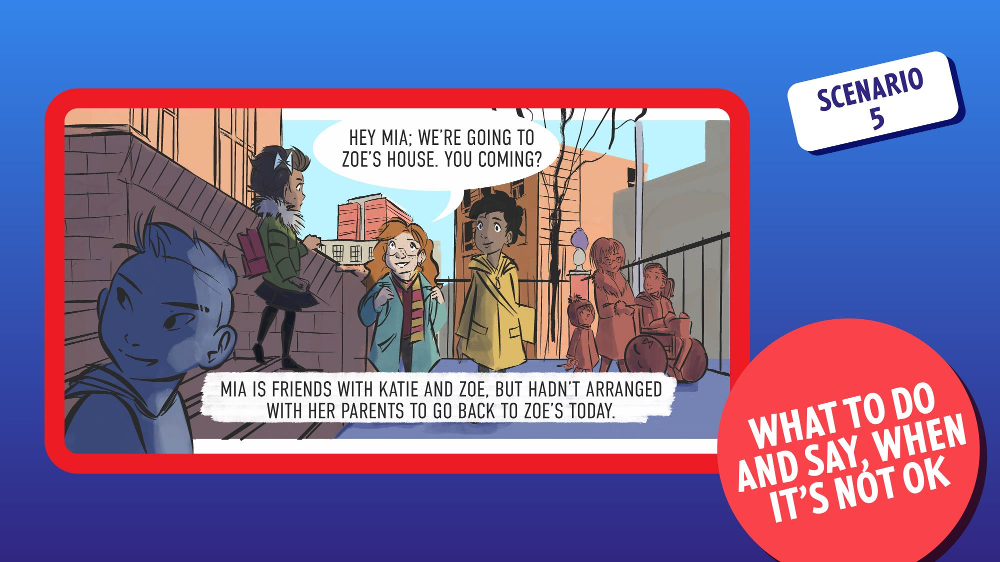 SCENARIO
5
HEY MIA; WE'RE GOING TO
ZOE'S HOUSE. YOU COMING?
MIA IS FRIENDS WITH KATIE AND ZOE, BUT HADN'T ARRANGED
WITH HER PARENTS TO GO BACK TO ZOE'S TODAY.
WHAT TO DO
AND SAY, WHEN
IT'S NOT OK